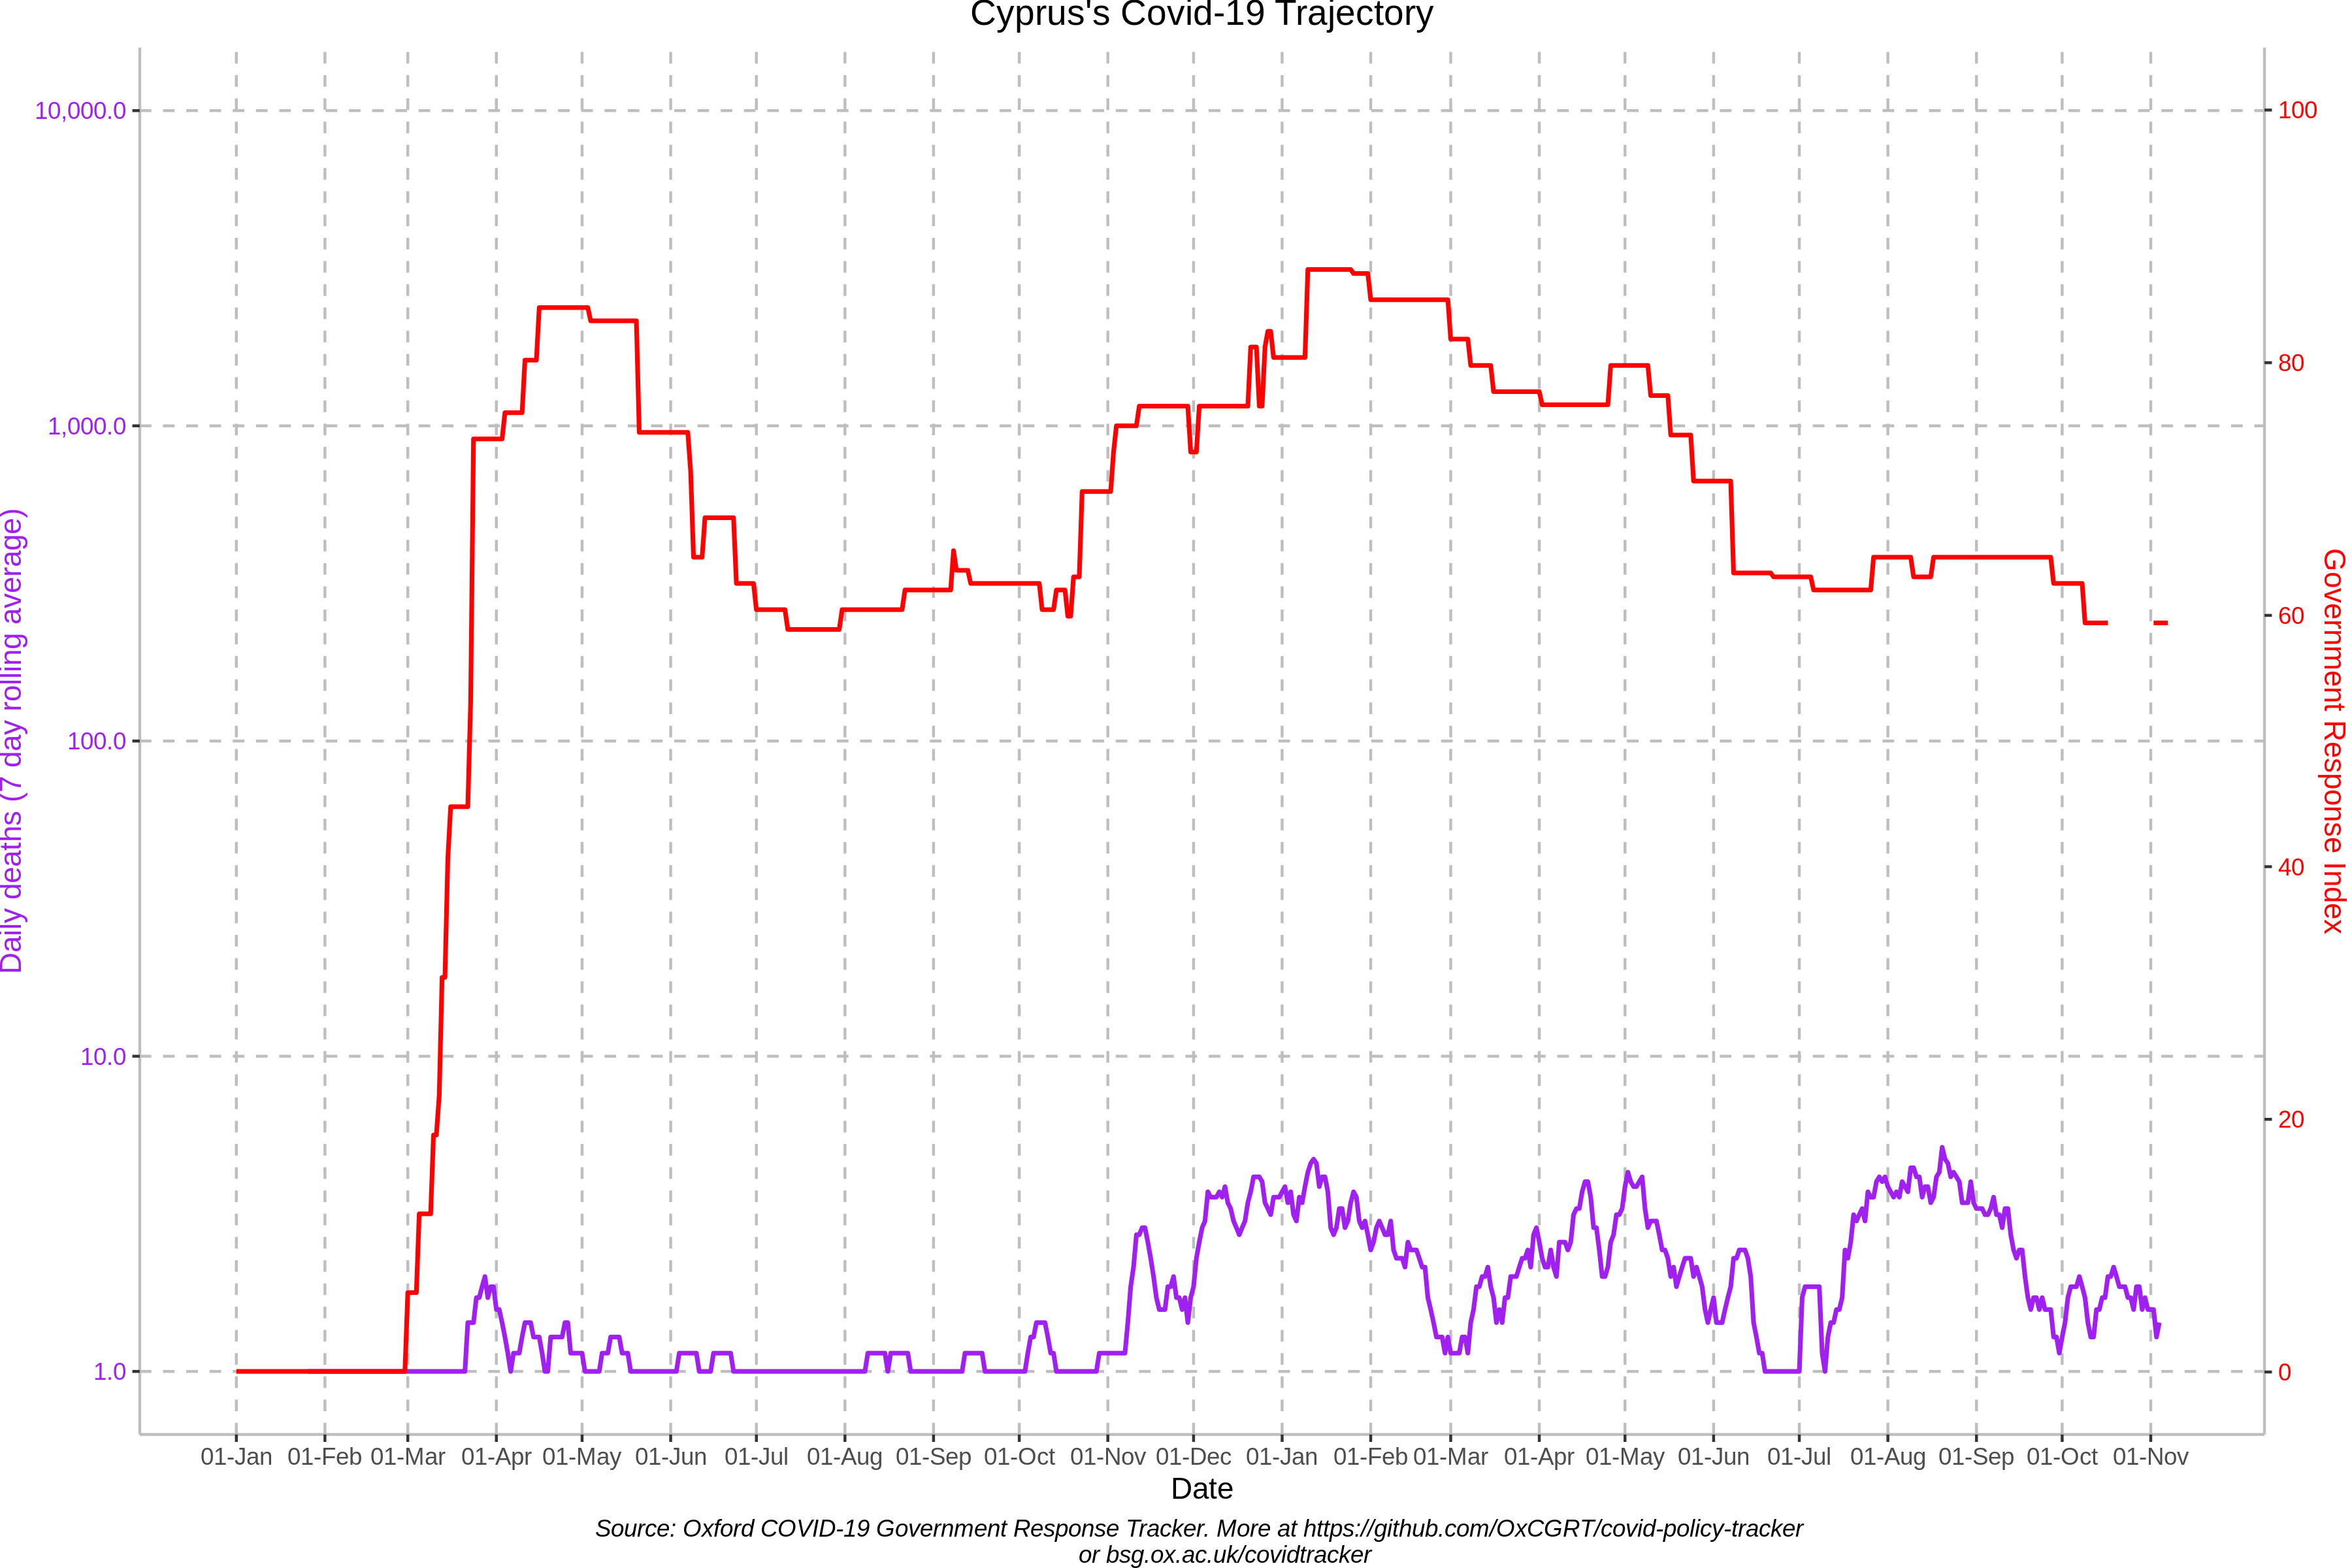 Cyprus's Covid-19 Trajectory
10,000.0
1,000.0
100.0
10.0
1.0
Daily deaths (7 day rolling average)
100
80
60
40
20
0
Government Response Index
01-Jan 01-Feb 01-Mar 01-Apr 01-May 01-Jun 01-Jul 01-Aug 01-Sep 01-Oct 01-Nov 01-Dec 01-Jan 01-Feb 01-Mar 01-Apr 01-May 01-Jun 01-Jul 01-Aug 01-Sep 01-Oct 01-Nov
Date
Source: Oxford COVID-19 Government Response Tracker. More at https://github.com/OxCGRT/covid-policy-tracker
or bsg.ox.ac.uk/covidtracker